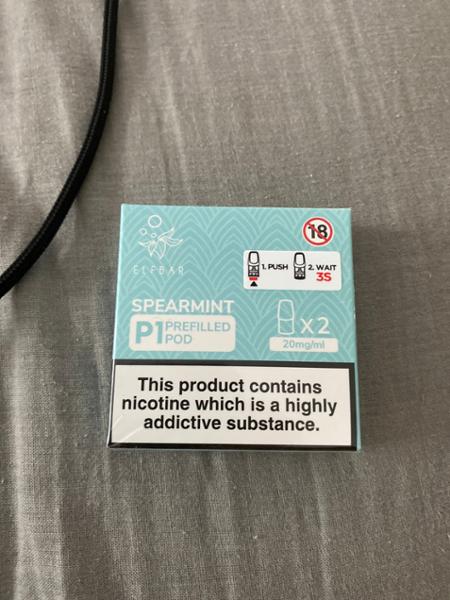 18
ELFBAR
1. PUSH
2. WAIT
3S
SPEARMINT
P1 PREFILLED
POD
X2
20mg/ml
This product contains
nicotine which is a highly
addictive substance.